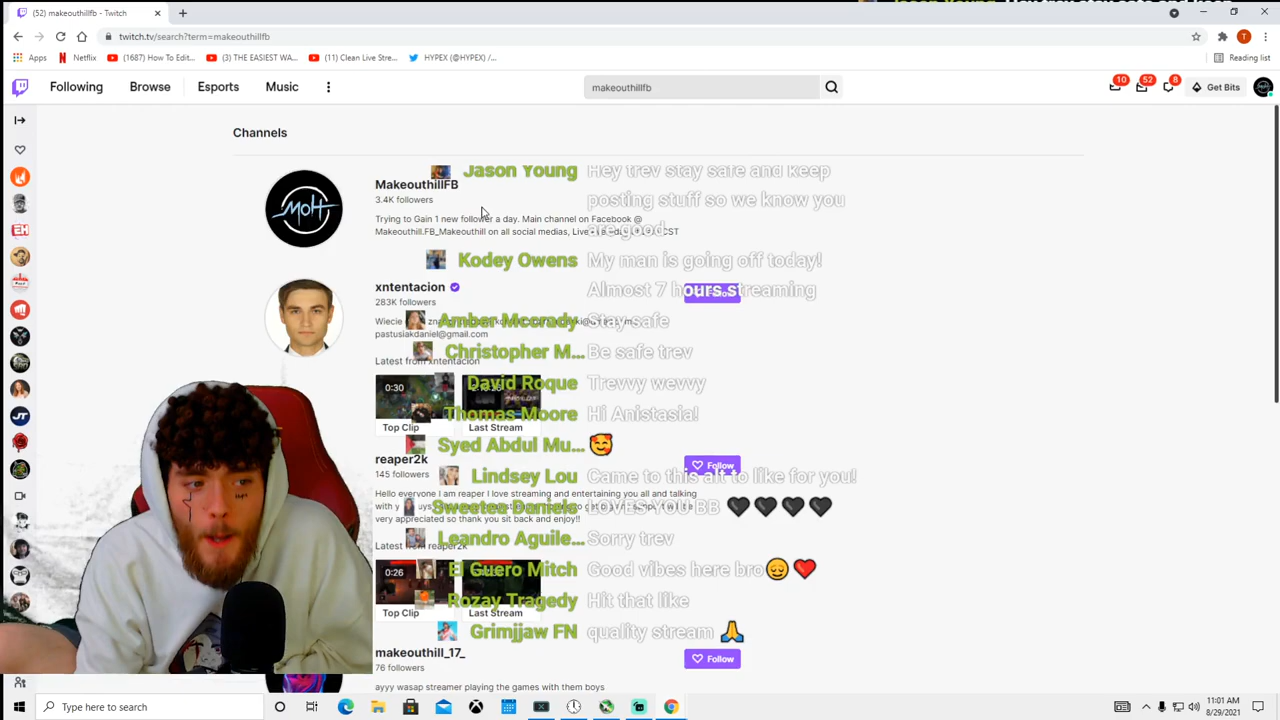 (52) makeouthillfb - Twitch
twitch.tv/search?term=makeouthillfb
Apps
Netflix
(1687) How To Edit...
(3) THE EASIEST WA...
(11) Clean Live Stre...
HYPEX (@HYPEX) /...
Reading list
Following
Browse
Esports
Music
makeouthillfb
10
52
8
Get Bits
Channels
MOH
MakeouthillFB
3.4K followers
Trying to Gain 1 new follower a day. Main channel on Facebook @
Makeouthill.FB_Makeouthill on all social medias, Live
CST
Jason Young Hey trev stay safe and keep
posting stuff so we know you
are good
Kodey Owens My man is going off today!
Almost 7 hours streaming
xntentacion
283K followers
Wiecie
pastusiakdaniel@gmail.com
Latest from xntentacion
Amber Mccrady Stay safe
Christopher M... Be safe trev
David Roque Trevvy wevvy
Thomas Moore Hi Anistasia!
Syed Abdul Mu... 🥰
0:30
Top Clip
Last Stream
reaper2k
145 followers
Follow
Lindsey Lou Came to this alt to like for you!
Hello everyone I am reaper I love streaming and entertaining you all and talking
very appreciated so thank you sit back and enjoy!!
Latest from reaper2k
Daniels LOVES YOU BB 🖤🖤🖤🖤
Leandro Aguile... Sorry trev
El Guero Mitch Good vibes here bro😌❤️
Rozay Tragedy Hit that like
Grimjjaw FN quality stream 🙏
0:26
Top Clip
Last Stream
makeouthill_17_
76 followers
Follow
ayyy wasap streamer playing the games with them boys
Type here to search
11:01 AM
8/29/2021